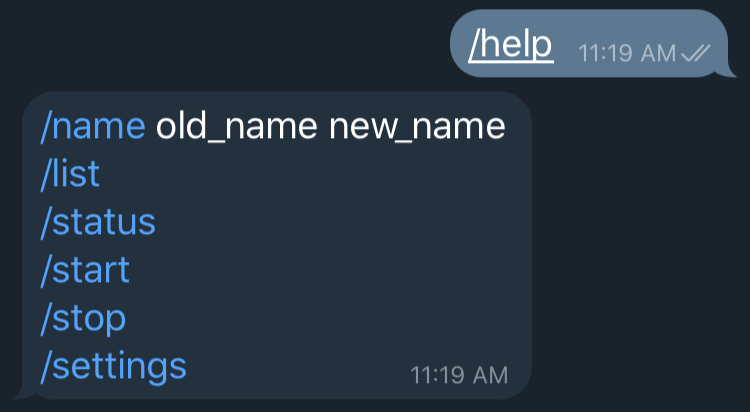 /help 11:19 AM
/name old_name new_name
/list
/status
/start
/stop
/settings 11:19 AM